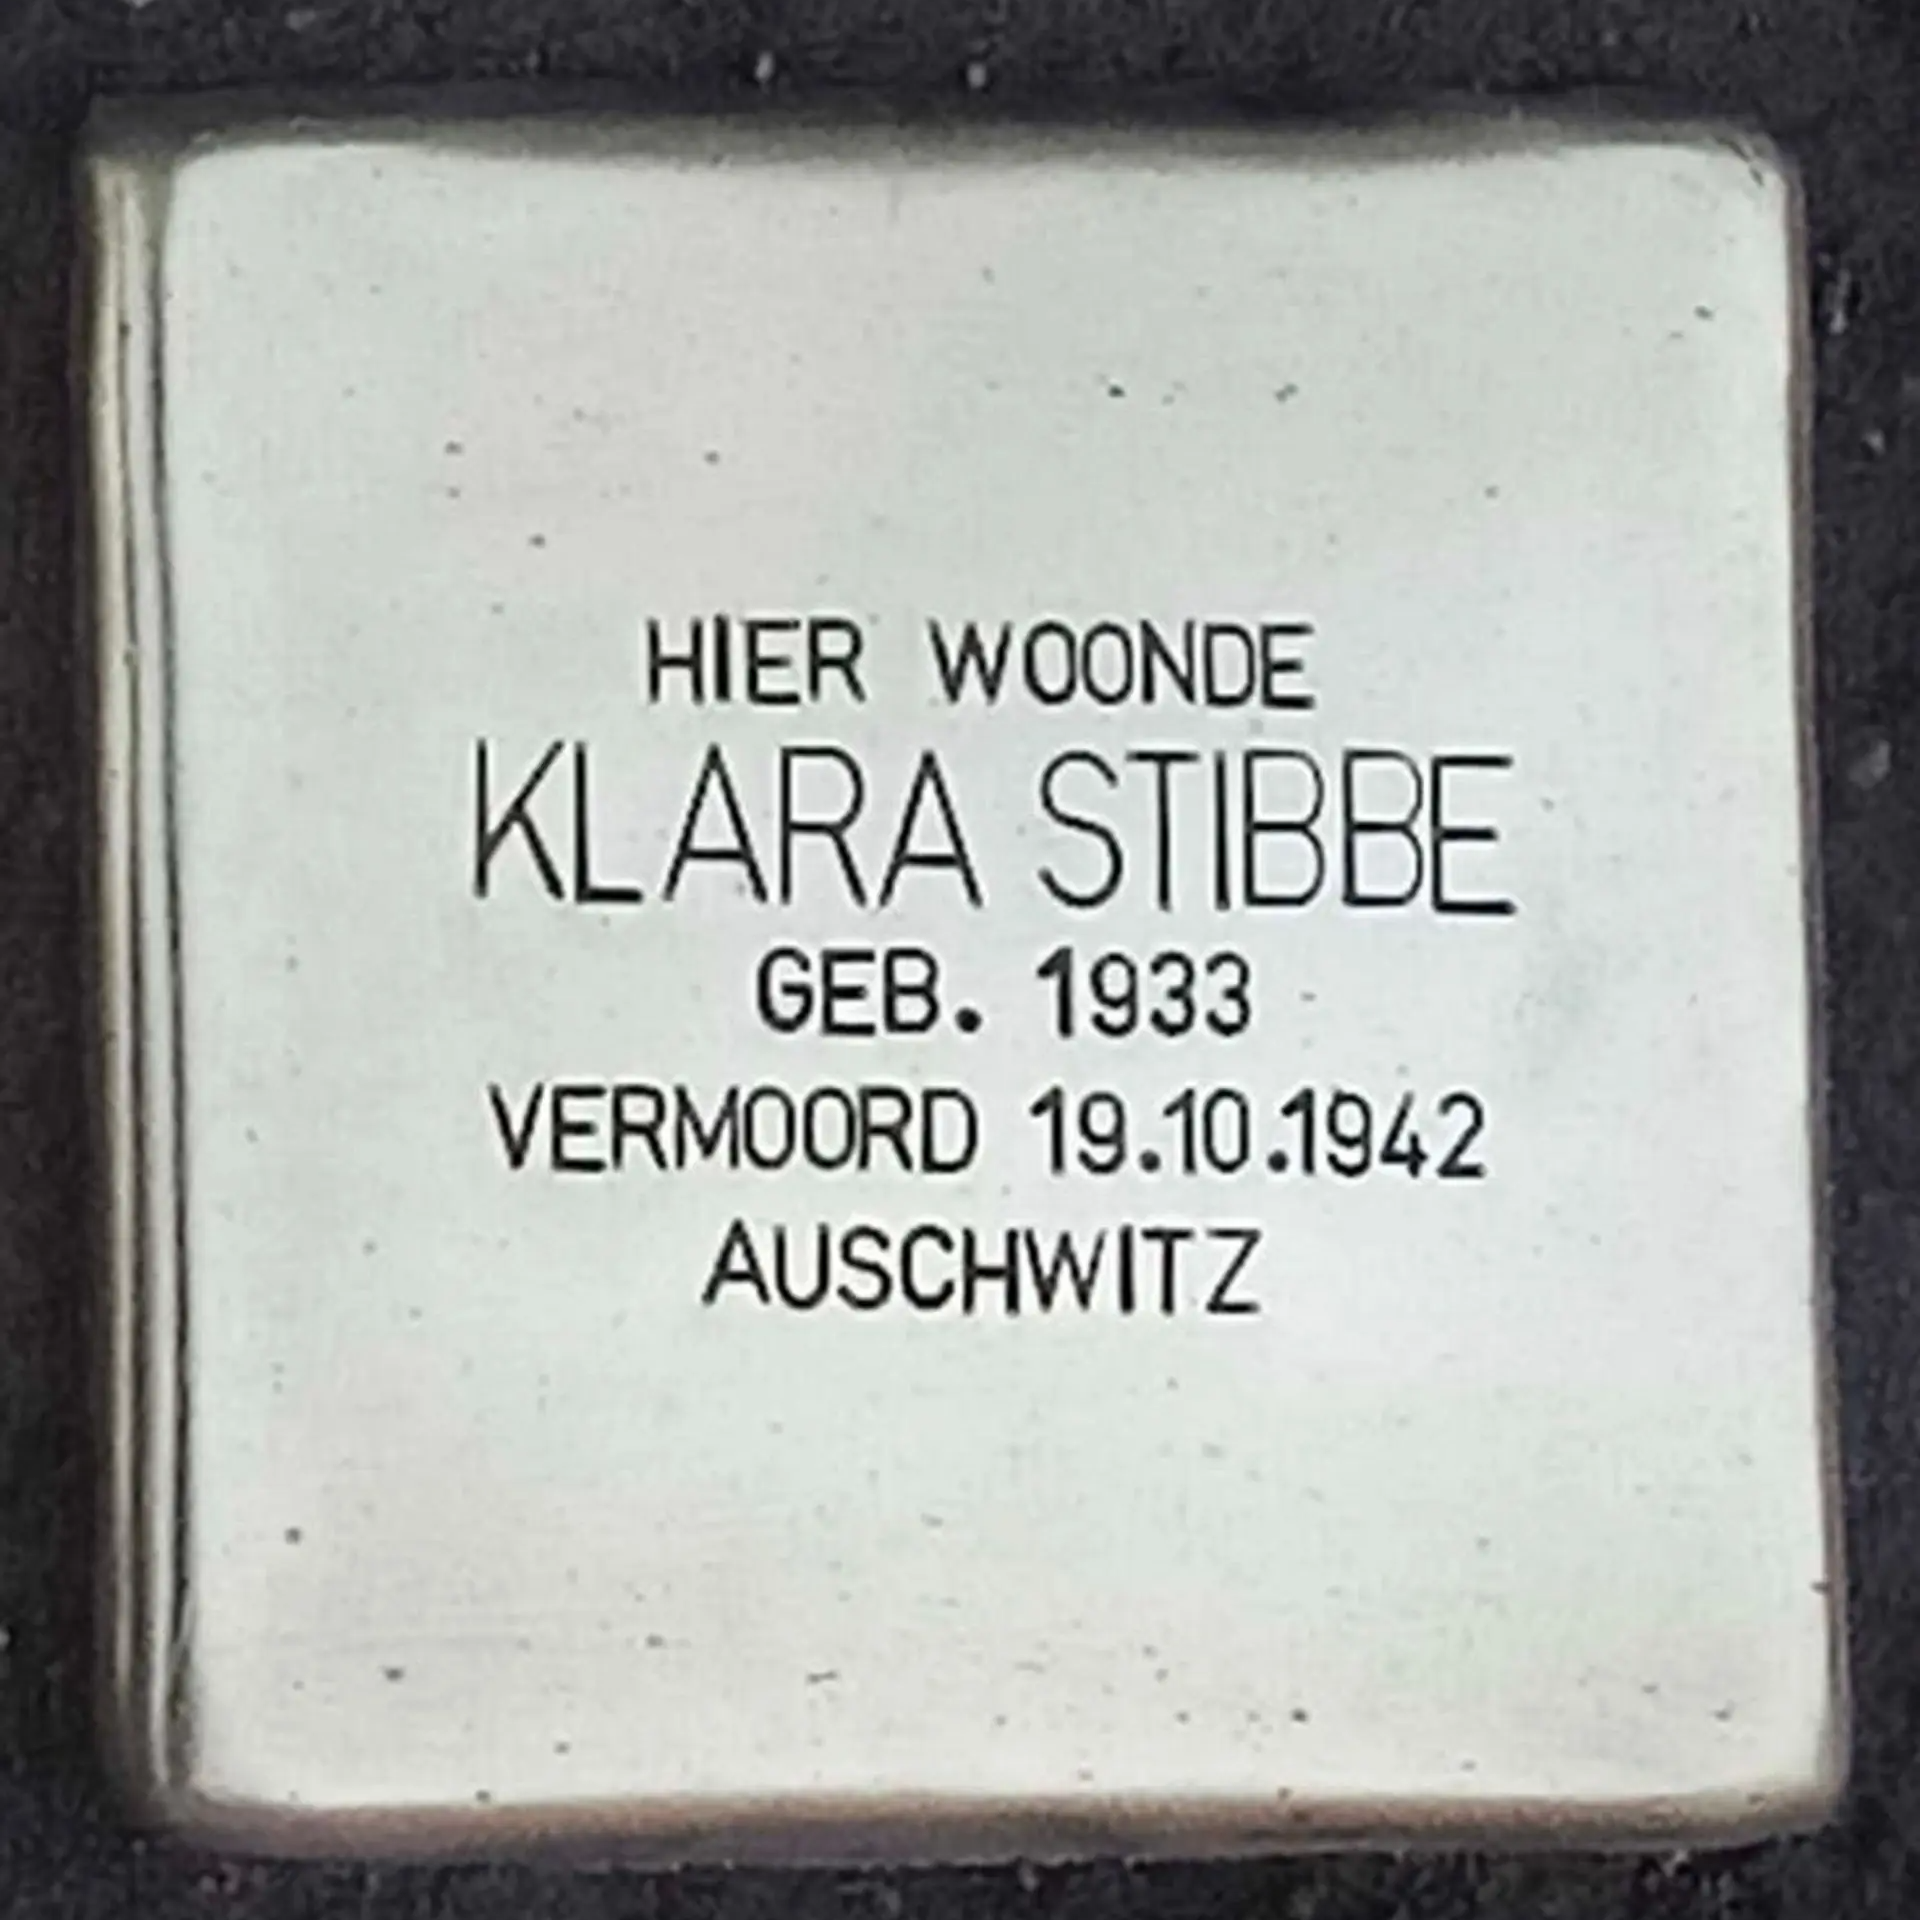 HIER WOONDE
KLARA STIBBE
GEB. 1933
VERMOORD 19.10.1942
AUSCHWITZ